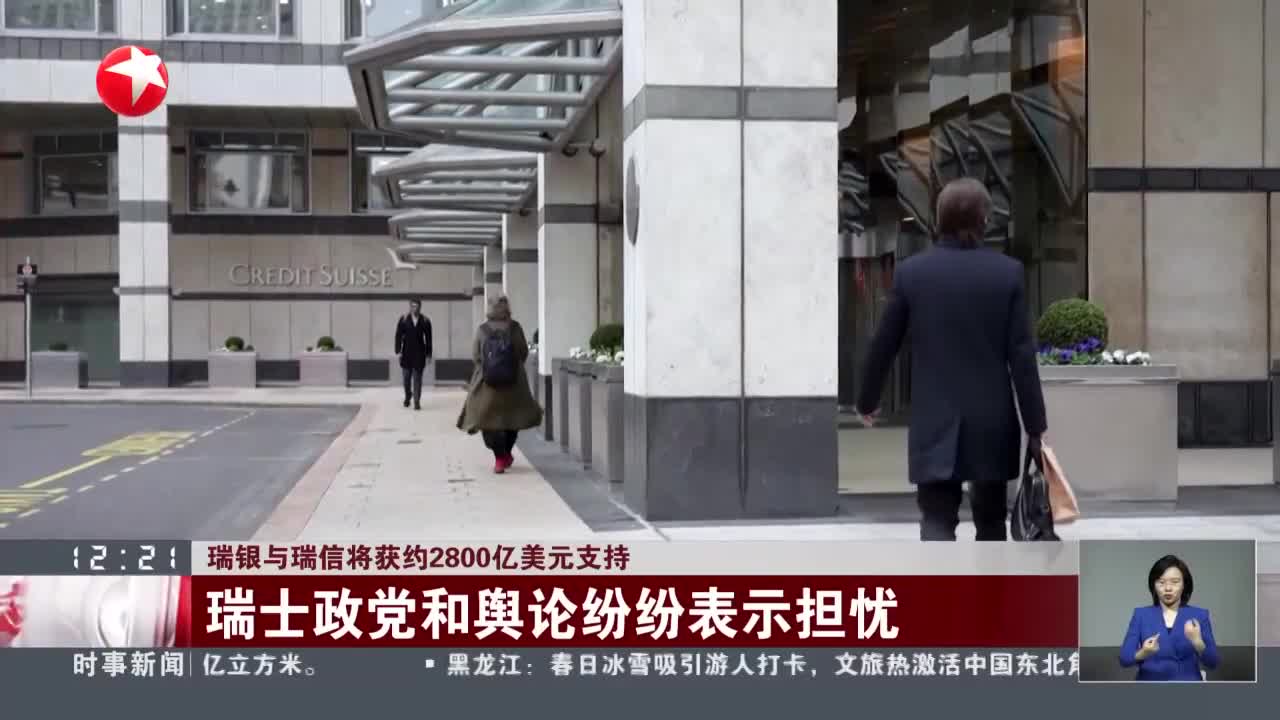 CREDIT SUISSE
12:21
瑞银与瑞信将获约2800亿美元支持
瑞士政党和舆论纷纷表示担忧
时事新闻
亿立方米。 ▪ 黑龙江：春日冰雪吸引游人打卡，文旅热激活中国东北角